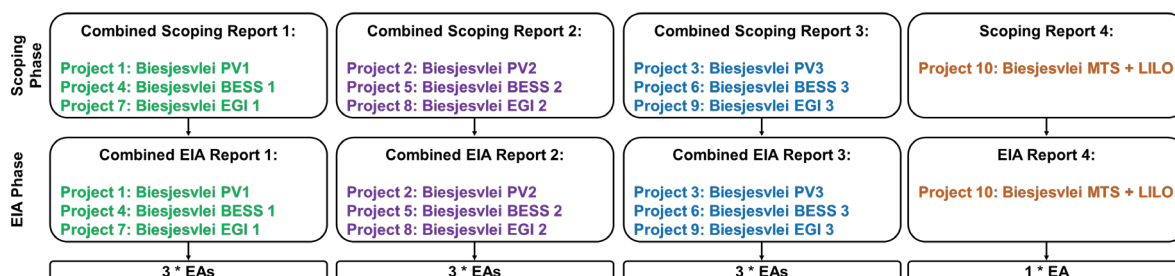 Scoping
Phase
Combined Scoping Report 1:
Project 1: Biesjesvlei PV1
Project 4: Biesjesvlei BESS 1
Project 7: Biesjesvlei EGI 1
Combined Scoping Report 2:
Project 2: Biesjesvlei PV2
Project 5: Biesjesvlei BESS 2
Project 8: Biesjesvlei EGI 2
Combined Scoping Report 3:
Project 3: Biesjesvlei PV3
Project 6: Biesjesvlei BESS 3
Project 9: Biesjesvlei EGI 3
Scoping Report 4:
Project 10: Biesjesvlei MTS + LILO
EIA Phase
Combined EIA Report 1:
Project 1: Biesjesvlei PV1
Project 4: Biesjesvlei BESS 1
Project 7: Biesjesvlei EGI 1
Combined EIA Report 2:
Project 2: Biesjesvlei PV2
Project 5: Biesjesvlei BESS 2
Project 8: Biesjesvlei EGI 2
Combined EIA Report 3:
Project 3: Biesjesvlei PV3
Project 6: Biesjesvlei BESS 3
Project 9: Biesjesvlei EGI 3
EIA Report 4:
Project 10: Biesjesvlei MTS + LILO
3 * EAs
3 * EAs
3 * EAs
1 * EA